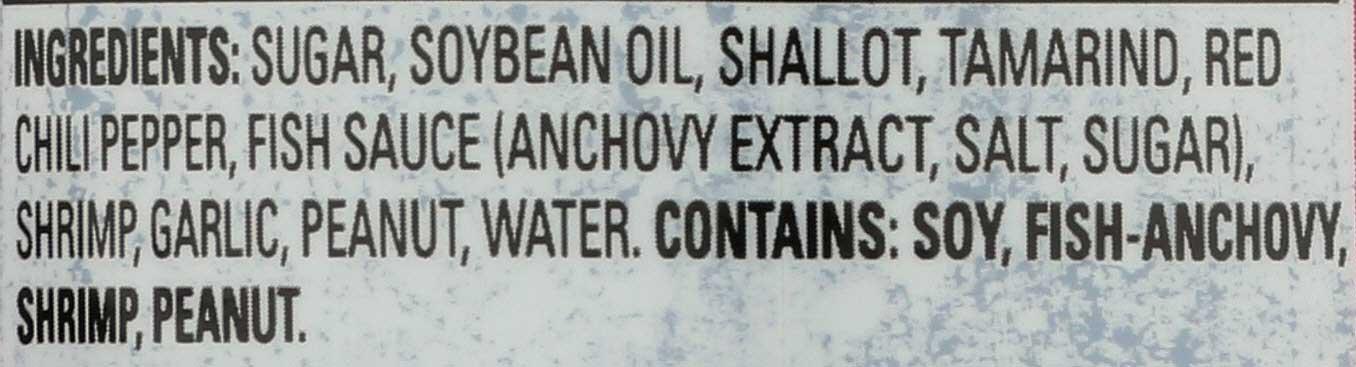 INGREDIENTS: SUGAR, SOYBEAN OIL, SHALLOT, TAMARIND, RED
CHILI PEPPER, FISH SAUCE (ANCHOVY EXTRACT, SALT, SUGAR),
SHRIMP, GARLIC, PEANUT, WATER. CONTAINS: SOY, FISH-ANCHOVY,
SHRIMP, PEANUT.